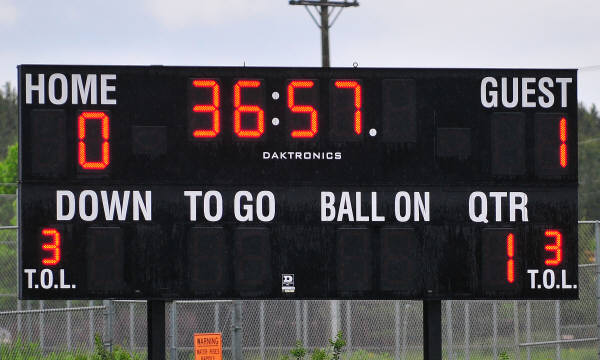 HOME 36:57. GUEST
0 1
DAKTRONICS
DOWN TO GO BALL ON QTR
3 1 3
T.O.L. T.O.L.
WARNING